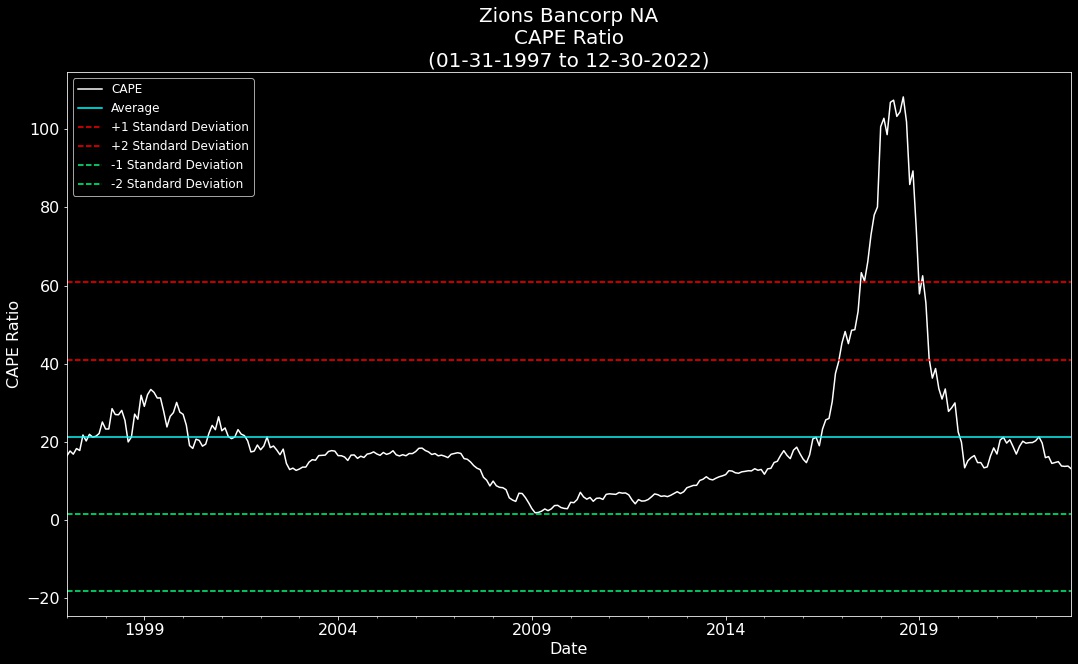 Zions Bancorp NA
CAPE Ratio
(01-31-1997 to 12-30-2022)
CAPE
Average
+1 Standard Deviation
+2 Standard Deviation
-1 Standard Deviation
-2 Standard Deviation
CAPE Ratio
100
80
60
40
20
0
−20
1999
2004
2009
2014
2019
Date